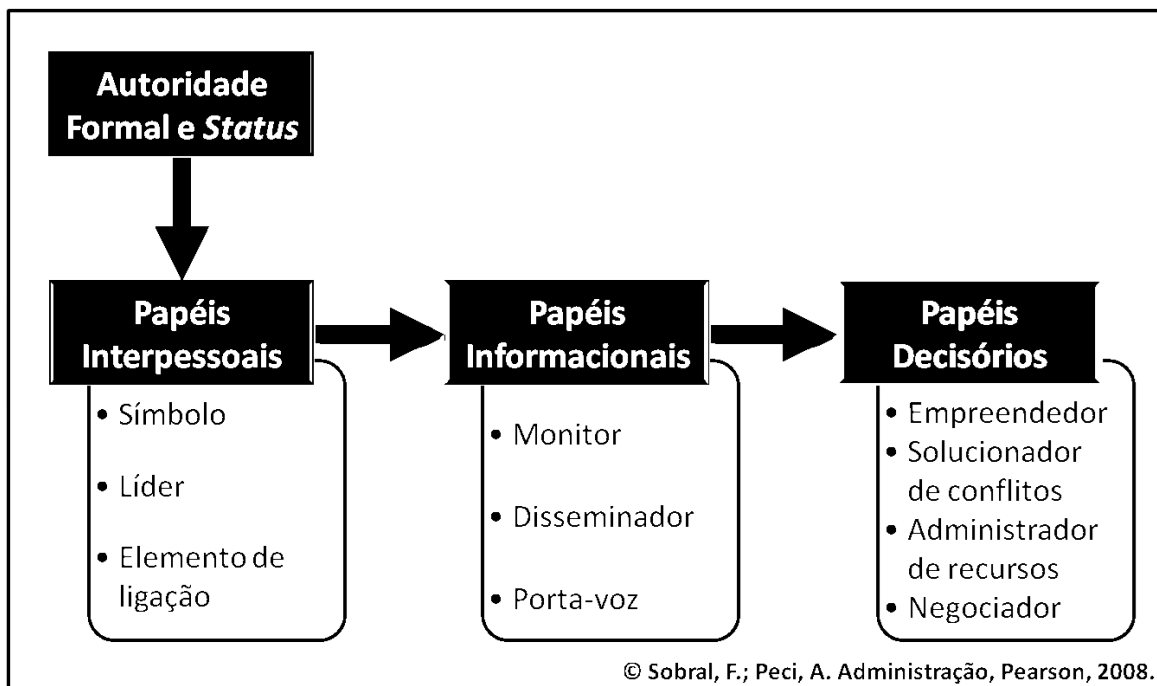 Autoridade
Formal e Status
Papéis
Interpessoais
• Símbolo
• Líder
• Elemento de
ligação
Papéis
Informacionais
• Monitor
• Disseminador
• Porta-voz
Papéis
Decisórios
• Empreendedor
• Solucionador
de conflitos
• Administrador
de recursos
• Negociador
© Sobral, F.; Peci, A. Administração, Pearson, 2008.